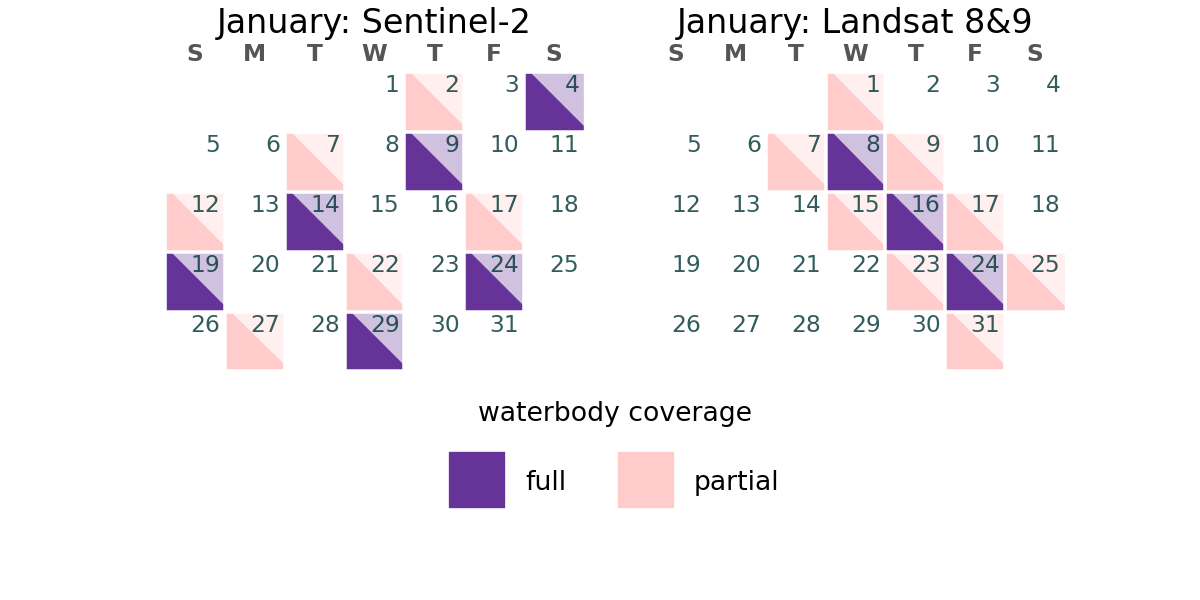 January: Sentinel-2
S M T W T F S
1 2 3 4
5 6 7 8 9 10 11
12 13 14 15 16 17 18
19 20 21 22 23 24 25
26 27 28 29 30 31
January: Landsat 8&9
S M T W T F S
1 2 3 4
5 6 7 8 9 10 11
12 13 14 15 16 17 18
19 20 21 22 23 24 25
26 27 28 29 30 31
waterbody coverage
full
partial